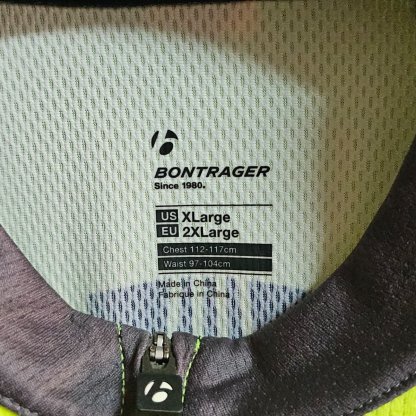 BONTRAGER
Since 1980.
US XLarge
EU 2XLarge
Chest 112-117cm
Waist 97-104cm
Made in China
Fabriqué in China